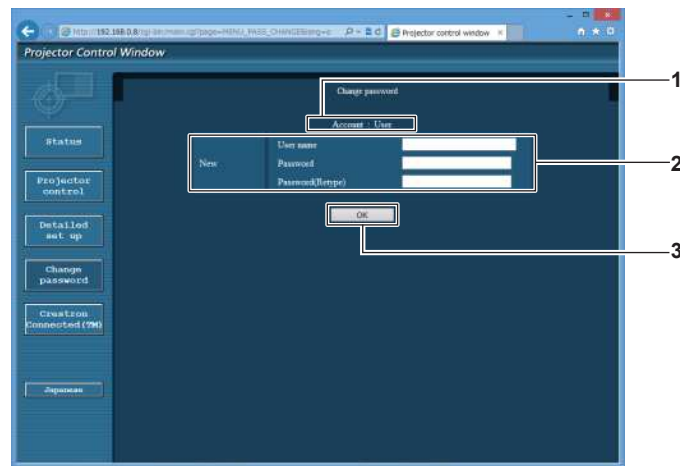 Projector control window
Projector Control Window
Change password
1
Account : User
Status
User name
New
Password
2
Password(Retype)
Projector
control
OK
Detailed
set up
3
Change
password
Crestron
Connected(TM)
Japanese